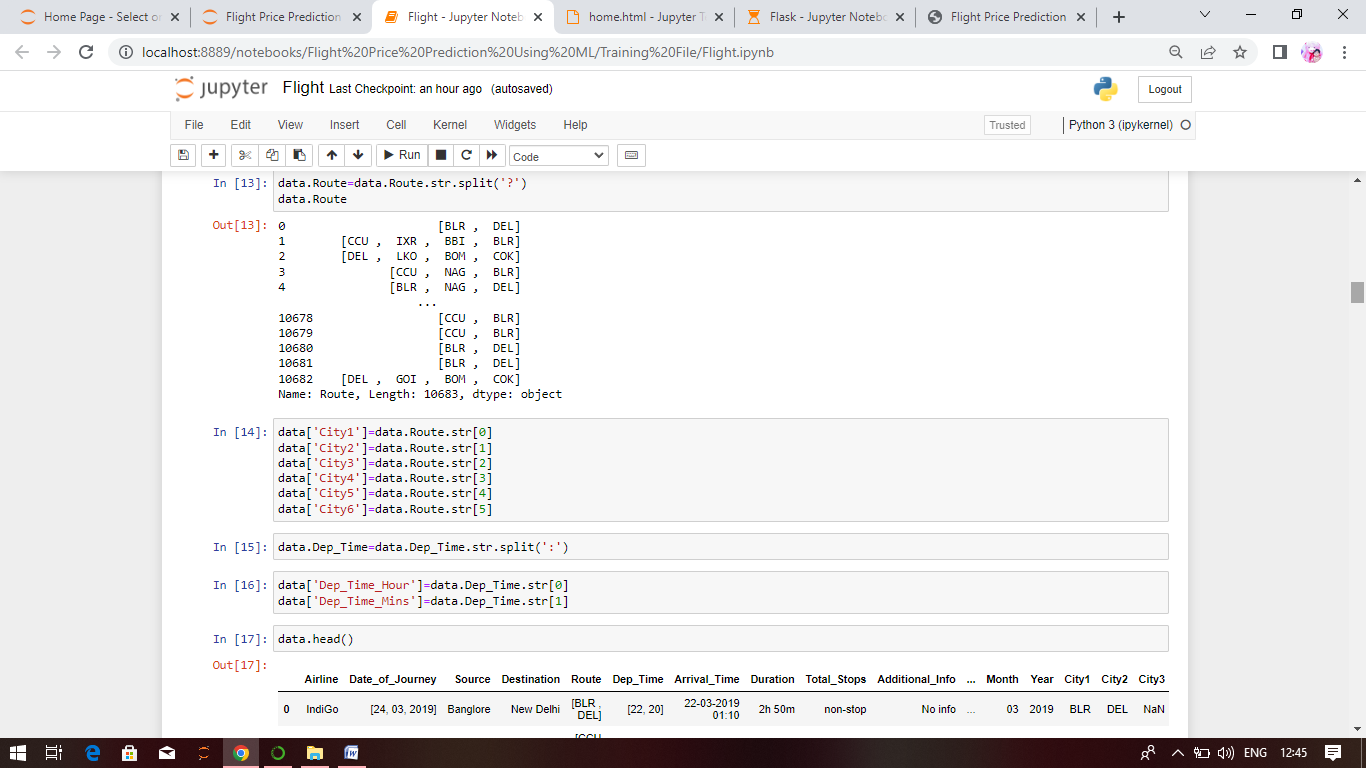 Home Page - Select or
Flight Price Prediction
Flight - Jupyter Noteb
home.html - Jupyter T
Flask - Jupyter Notebo
Flight Price Prediction
localhost:8889/notebooks/Flight%20Price%20Prediction%20Using%20ML/Training%20File/Flight.ipynb
jupyter Flight Last Checkpoint: an hour ago (autosaved)
Logout
File Edit View Insert Cell Kernel Widgets Help
Trusted
Python 3 (ipykernel)
Run
Code
In [13]: data.Route=data.Route.str.split('?')
data.Route
Out[13]: 0 [BLR , DEL]
1 [CCU , IXR , BBI , BLR]
2 [DEL , LKO , BOM , COK]
3 [CCU , NAG , BLR]
4 [BLR , NAG , DEL]
...
10678 [CCU , BLR]
10679 [CCU , BLR]
10680 [BLR , DEL]
10681 [BLR , DEL]
10682 [DEL , GOI , BOM , COK]
Name: Route, Length: 10683, dtype: object
In [14]: data['City1']=data.Route.str[0]
data['City2']=data.Route.str[1]
data['City3']=data.Route.str[2]
data['City4']=data.Route.str[3]
data['City5']=data.Route.str[4]
data['City6']=data.Route.str[5]
In [15]: data.Dep_Time=data.Dep_Time.str.split(':')
In [16]: data['Dep_Time_Hour']=data.Dep_Time.str[0]
data['Dep_Time_Mins']=data.Dep_Time.str[1]
In [17]: data.head()
Out[17]:
Airline Date_of_Journey Source Destination Route Dep_Time Arrival_Time Duration Total_Stops Additional_Info ... Month Year City1 City2 City3
0 IndiGo [24, 03, 2019] Banglore New Delhi [BLR , DEL] [22, 20] 22-03-2019 01:10 2h 50m non-stop No info ... 03 2019 BLR DEL NaN
ENG 12:45